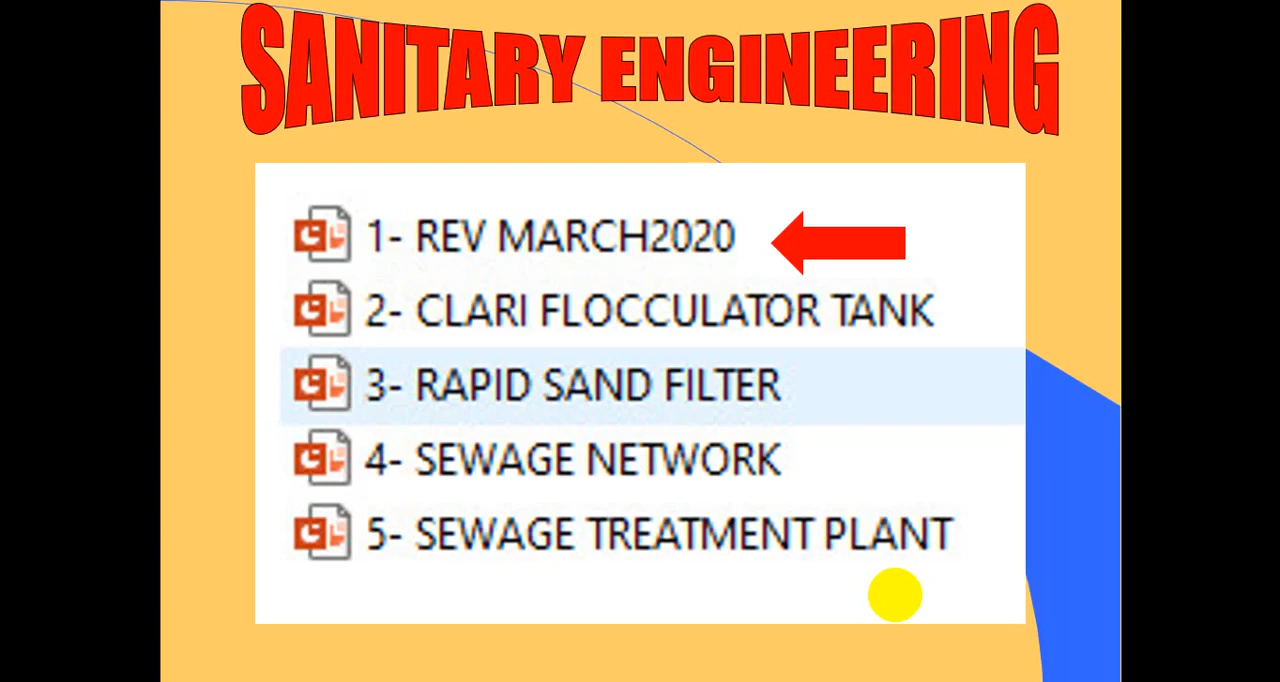 SANITARY ENGINEERING
1- REV MARCH2020
2- CLARI FLOCCULATOR TANK
3- RAPID SAND FILTER
4- SEWAGE NETWORK
5- SEWAGE TREATMENT PLANT